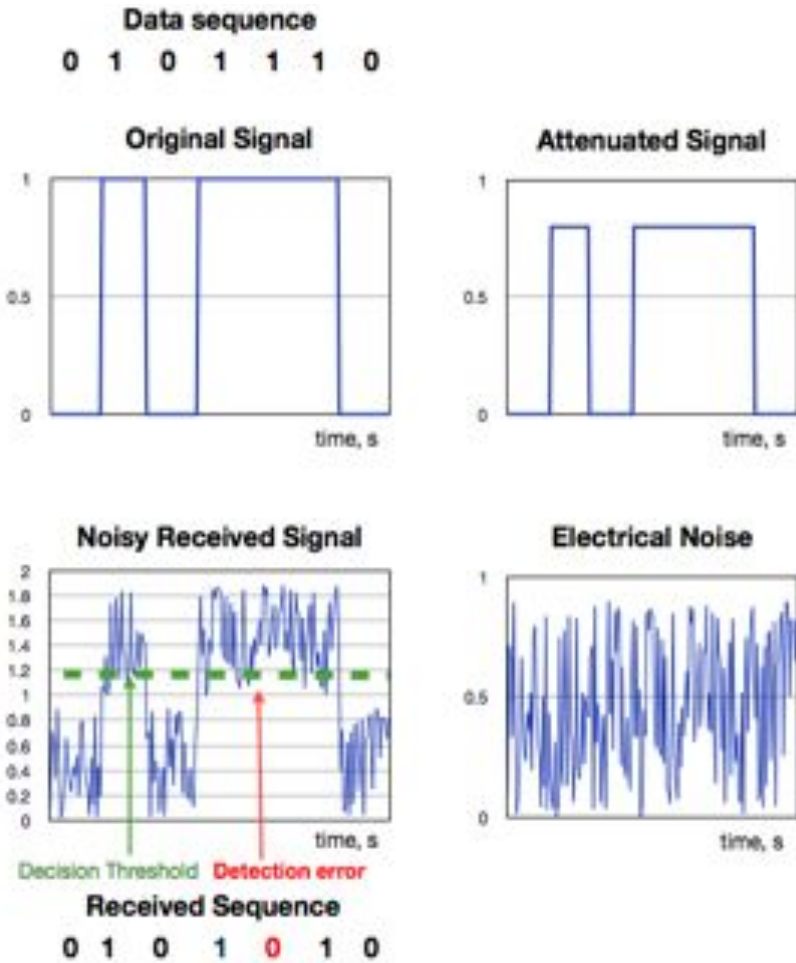 Data sequence
0 1 0 1 1 1 0
Original Signal
1
0.5
0
time, s
Attenuated Signal
1
0.5
0
time, s
Noisy Received Signal
2
1.8
1.6
1.4
1.2
1
0.8
0.6
0.4
0.2
0
time, s
Decision Threshold
Detection error
Electrical Noise
1
0.5
0
time, s
Received Sequence
0 1 0 1 0 1 0